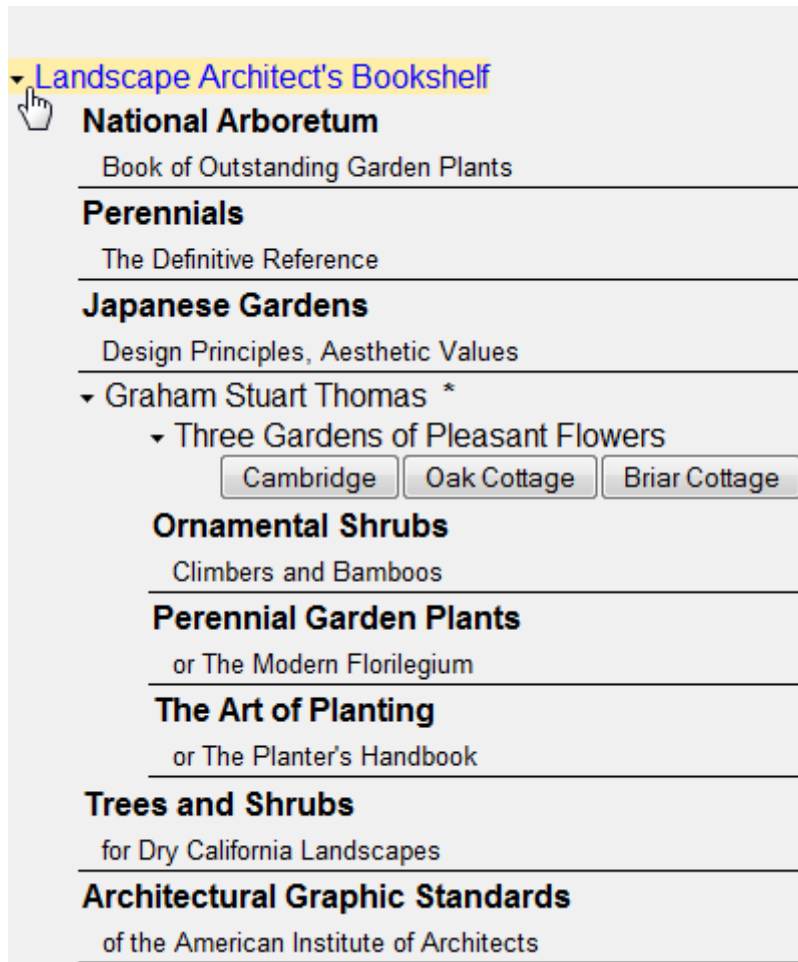 Landscape Architect's Bookshelf
National Arboretum
Book of Outstanding Garden Plants
Perennials
The Definitive Reference
Japanese Gardens
Design Principles, Aesthetic Values
Graham Stuart Thomas *
Three Gardens of Pleasant Flowers
Cambridge Oak Cottage Briar Cottage
Ornamental Shrubs
Climbers and Bamboos
Perennial Garden Plants
or The Modern Florilegium
The Art of Planting
or The Planter's Handbook
Trees and Shrubs
for Dry California Landscapes
Architectural Graphic Standards
of the American Institute of Architects